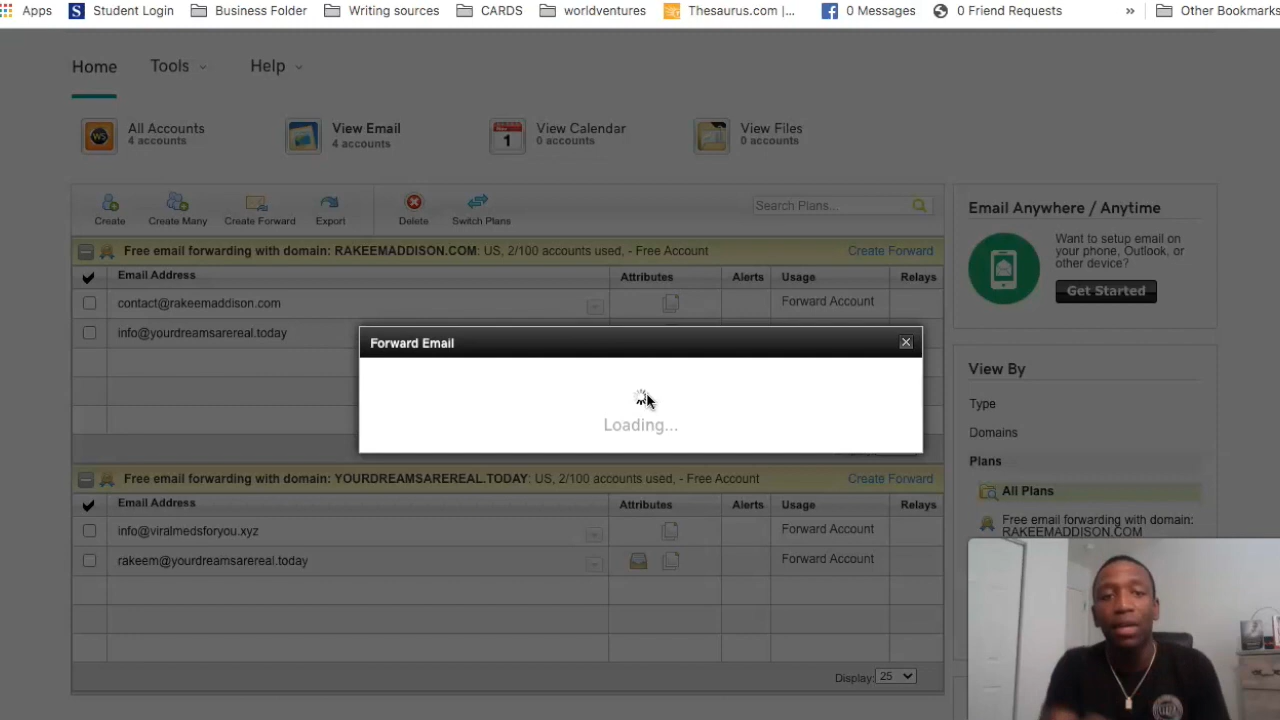 Apps
Student Login
Business Folder
Writing sources
CARBS
worldventures
Thesaurus.com |...
0 Messages
0 Friend Requests
»
Other Bookmarks
Home
Tools
Help
All Accounts
4 accounts
View Email
4 accounts
View Calendar
0 accounts
View Files
0 accounts
Create
Create Many
Create Forward
Export
Delete
Switch Plans
Search Plans...
Free email forwarding with domain: RAKEEMADDISON.COM: US, 2/100 accounts used, - Free Account
Create Forward
Email Address
Attributes
Alerts
Usage
Relays
contact@rakeemaddison.com
Forward Account
info@yourdreamsarereal.today
Forward Email
Loading...
Free email forwarding with domain: YOURDREAMSAREREAL.TODAY: US, 2/100 accounts used, - Free Account
Create Forward
Email Address
Attributes
Alerts
Usage
Relays
info@viralmedsforyou.xyz
Forward Account
rakeem@yourdreamsarereal.today
Forward Account
Display: 25
Email Anywhere / Anytime
Want to setup email
on your phone, Outlook, or
other device?
Get Started
View By
Type
Domains
Plans
All Plans
Free email forwarding with domain:
RAKEEMADDISON.COM